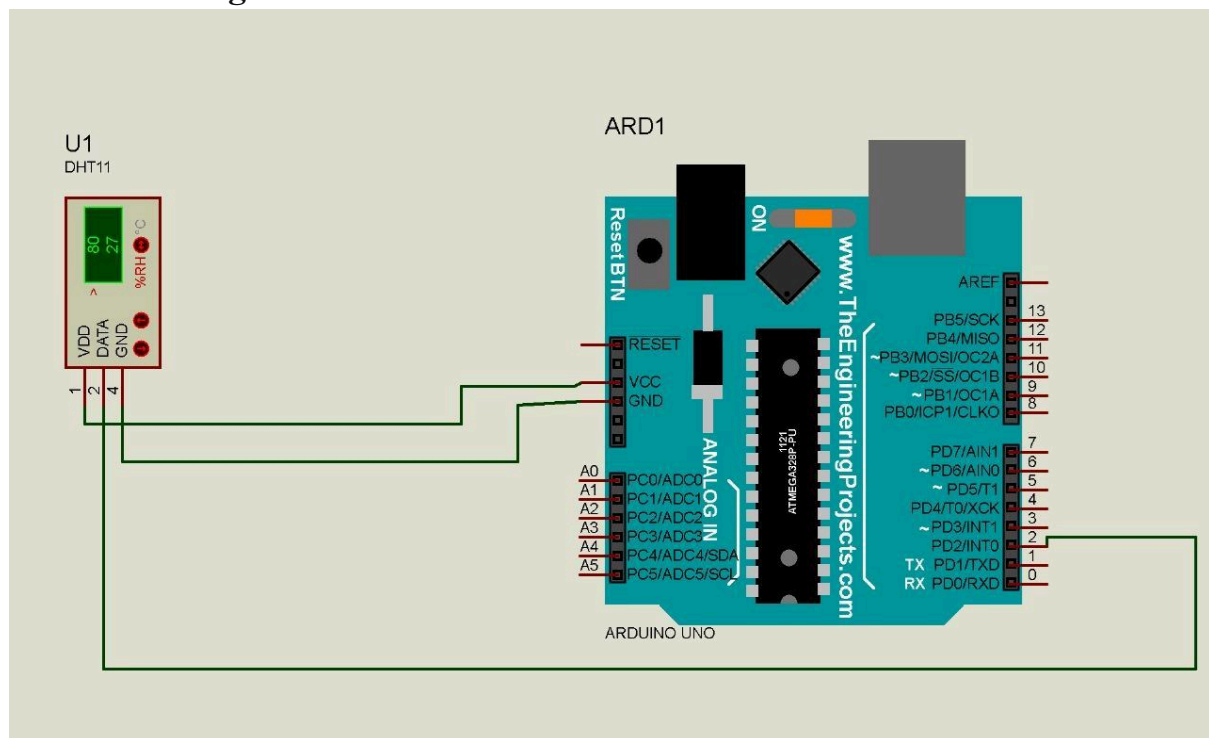 U1
DHT11
80
27
>
%RH °C
VDD
DATA
GND
1
2
4
ARD1
ARDUINO UNO
Reset BTN
ON
www.TheEngineeringProjects.com
ANALOG IN
1121
ATMEGA328P-PU
RESET
VCC
GND
A0 PC0/ADC0
A1 PC1/ADC1
A2 PC2/ADC2
A3 PC3/ADC3
A4 PC4/ADC4/SDA
A5 PC5/ADC5/SCL
AREF
PB5/SCK 13
PB4/MISO 12
~PB3/MOSI/OC2A 11
~PB2/SS/OC1B 10
~PB1/OC1A 9
PB0/ICP1/CLKO 8
PD7/AIN1 7
~PD6/AIN0 6
~PD5/T1 5
PD4/T0/XCK 4
~PD3/INT1 3
PD2/INT0 2
TX PD1/TXD 1
RX PD0/RXD 0